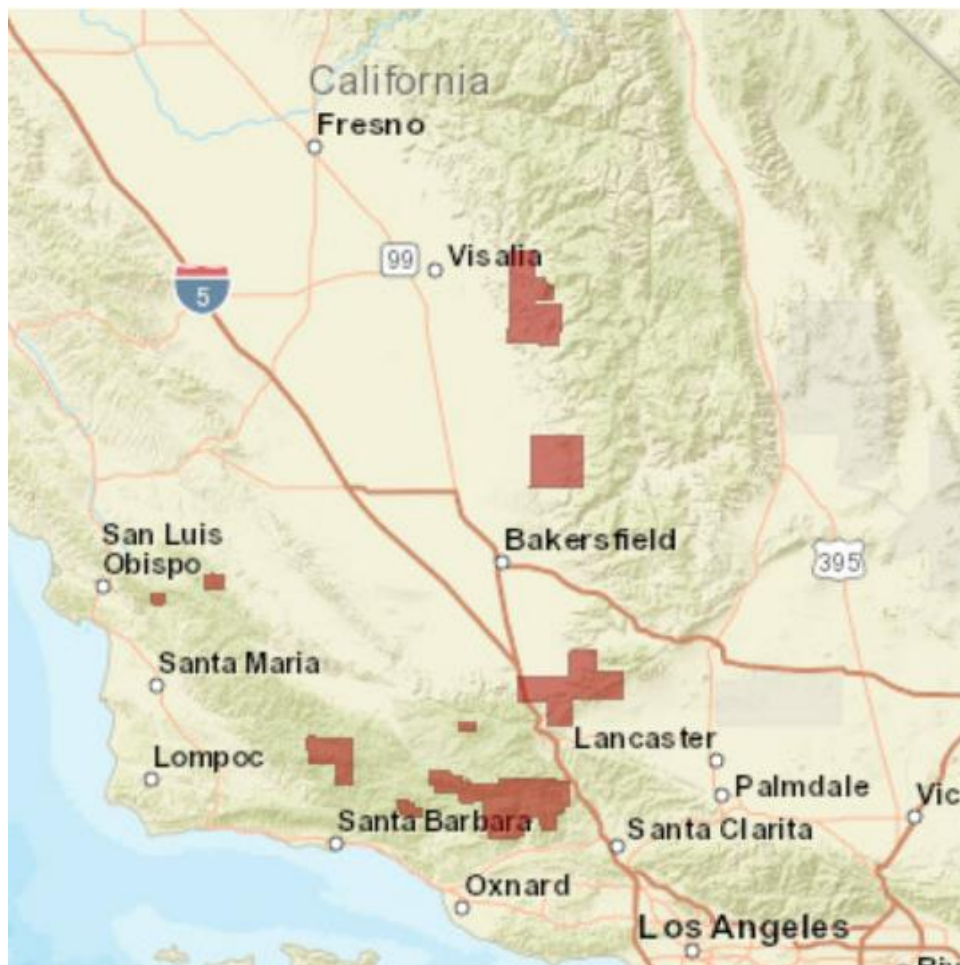 California
Fresno
99
Visalia
5
San Luis
Obispo
Bakersfield
395
Santa Maria
Lancaster
Lompoc
Palmdale
Vic
Santa Barbara
Santa Clarita
Oxnard
Los Angeles